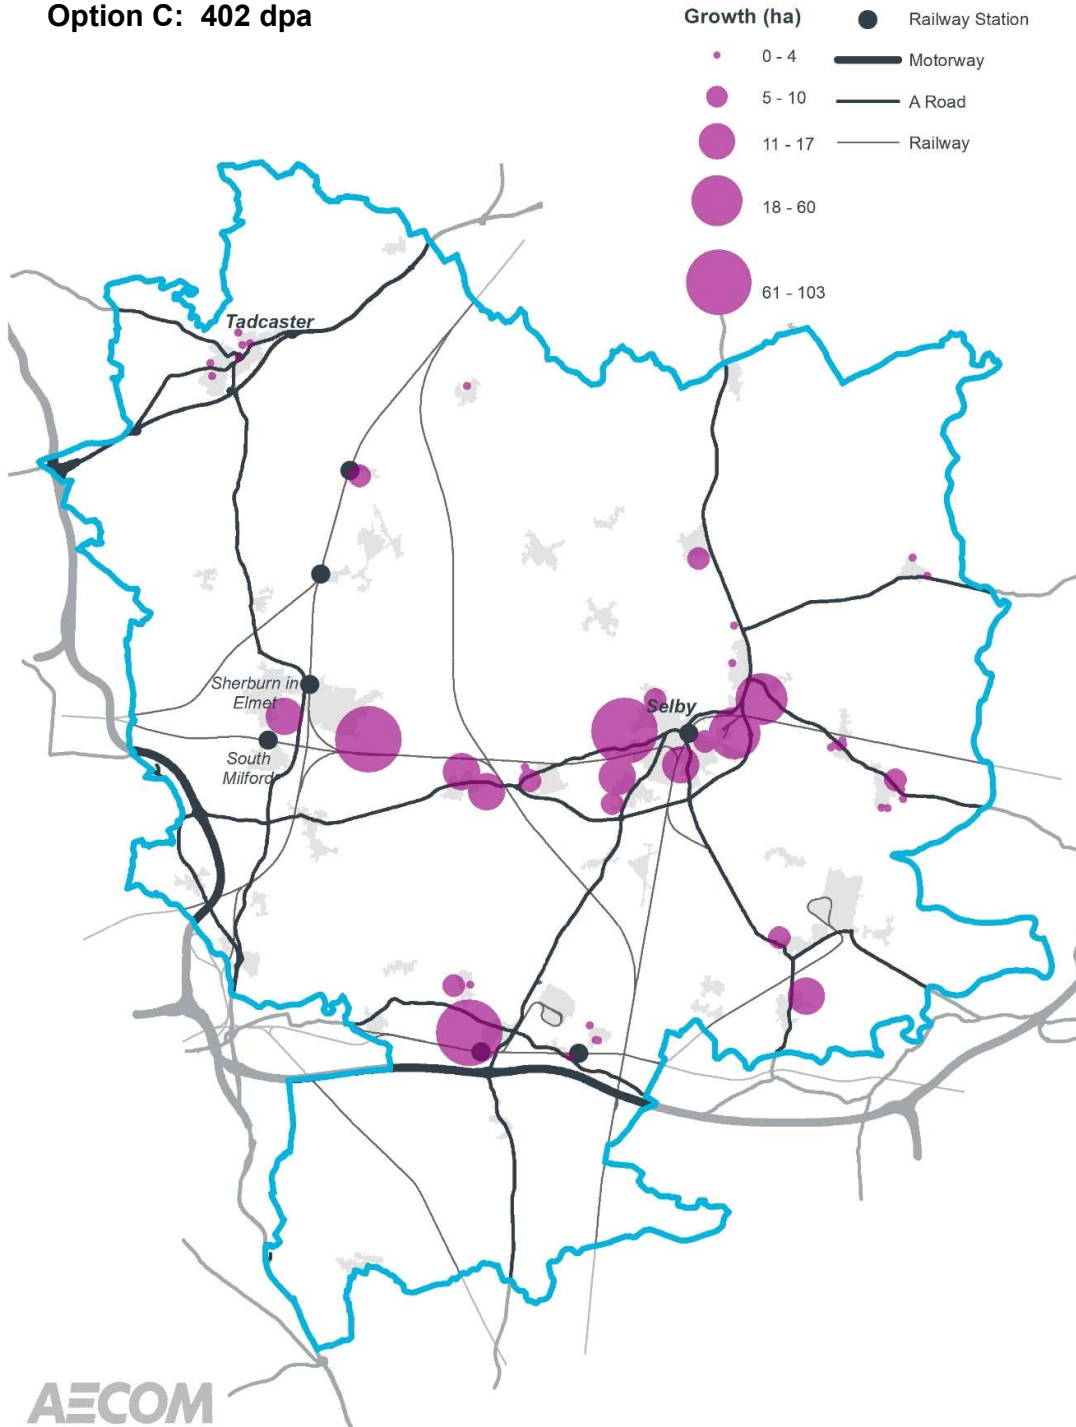 Option C:  402 dpa
Growth (ha)
0 - 4
5 - 10
11 - 17
18 - 60
61 - 103
Railway Station
Motorway
A Road
Railway
Tadcaster
Sherburn in
Elmet
South
Milford
Selby
AECOM